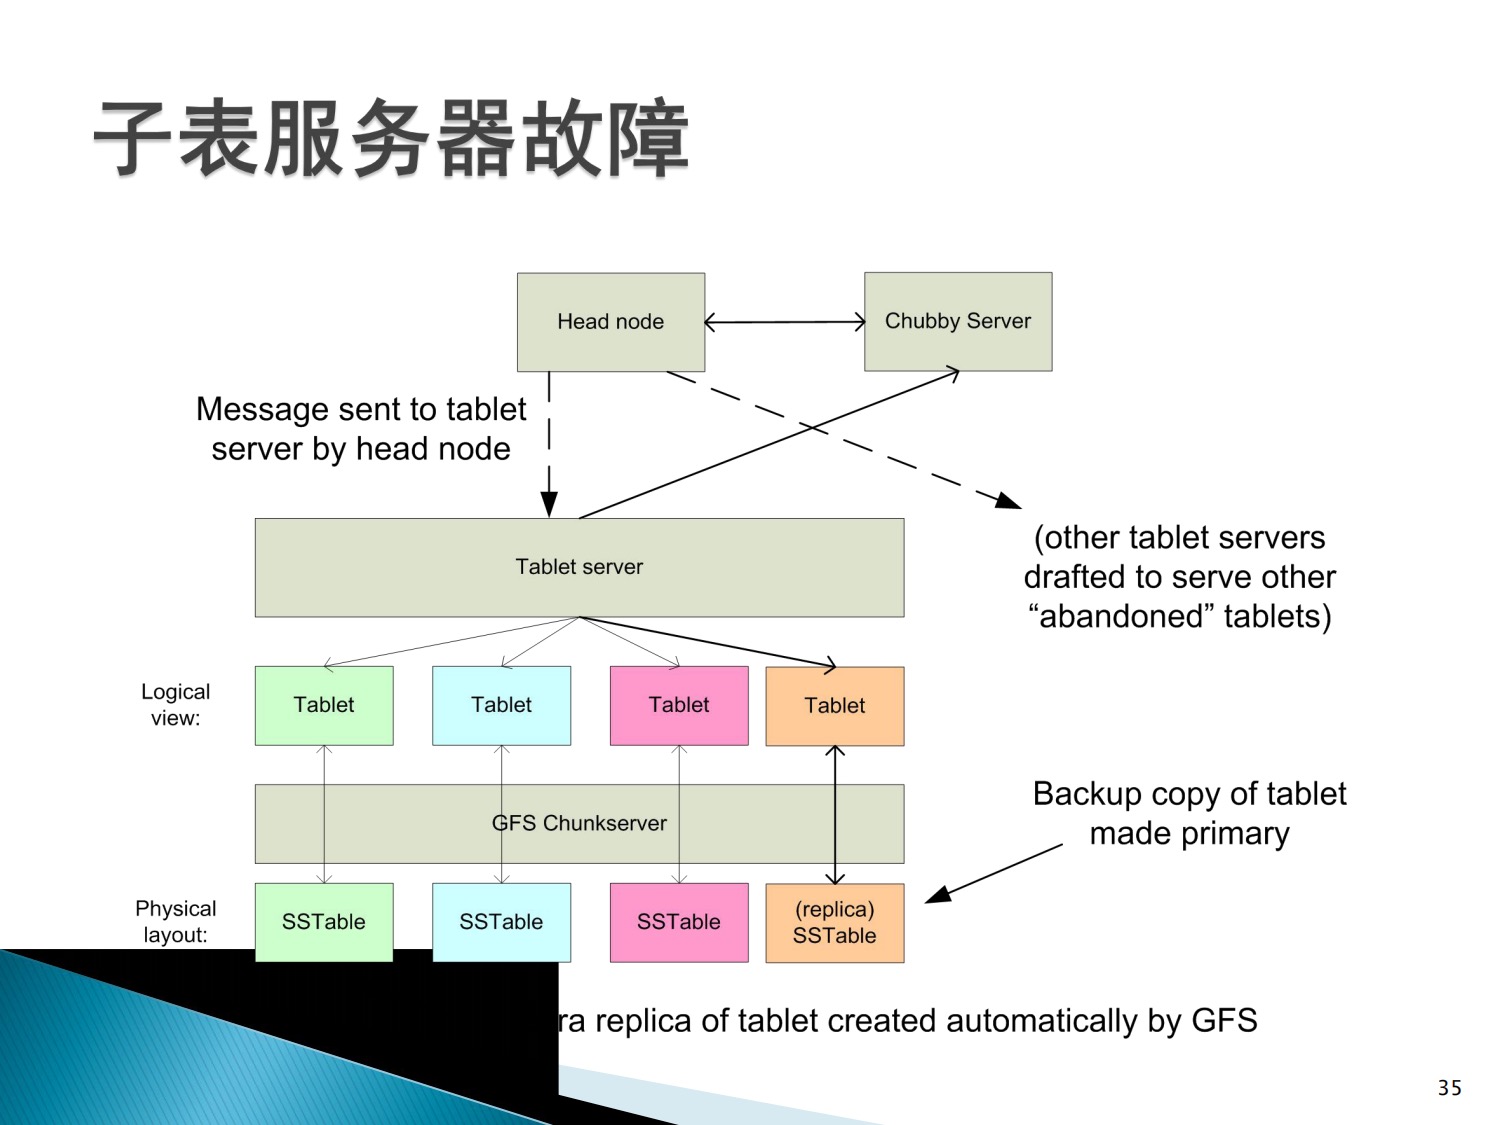 子表服务器故障
Head node
Chubby Server
Message sent to tablet
server by head node
Tablet server
(other tablet servers
drafted to serve other
“abandoned” tablets)
Logical
view:
Tablet
Tablet
Tablet
Tablet
GFS Chunkserver
Backup copy of tablet
made primary
Physical
layout:
SSTable
SSTable
SSTable
(replica)
SSTable
replica of tablet created automatically by GFS
35